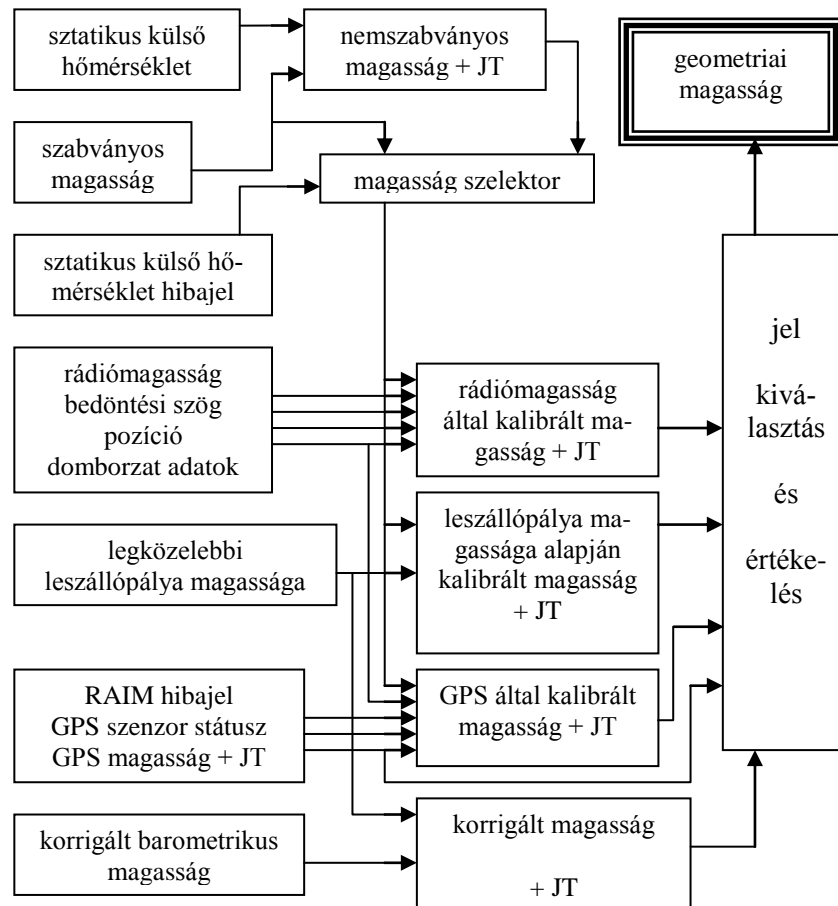 sztatikus külső
hőmérséklet
nemszabványos
magasság + JT
geometriai
magasság
szabványos
magasság
magasság szelektor
sztatikus külső hő-
mérséklet hibajel
rádiómagasság
bedöntési szög
pozíció
domborzat adatok
rádiómagasság
által kalibrált ma-
gasság + JT
jel
kivá-
lasztás
és
értéke-
lés
legközelebbi
leszállópálya magassága
leszállópálya ma-
gassága alapján
kalibrált magasság
+ JT
RAIM hibajel
GPS szenzor státusz
GPS magasság + JT
GPS által kalibrált
magasság + JT
korrigált barometrikus
magasság
korrigált magasság
+ JT